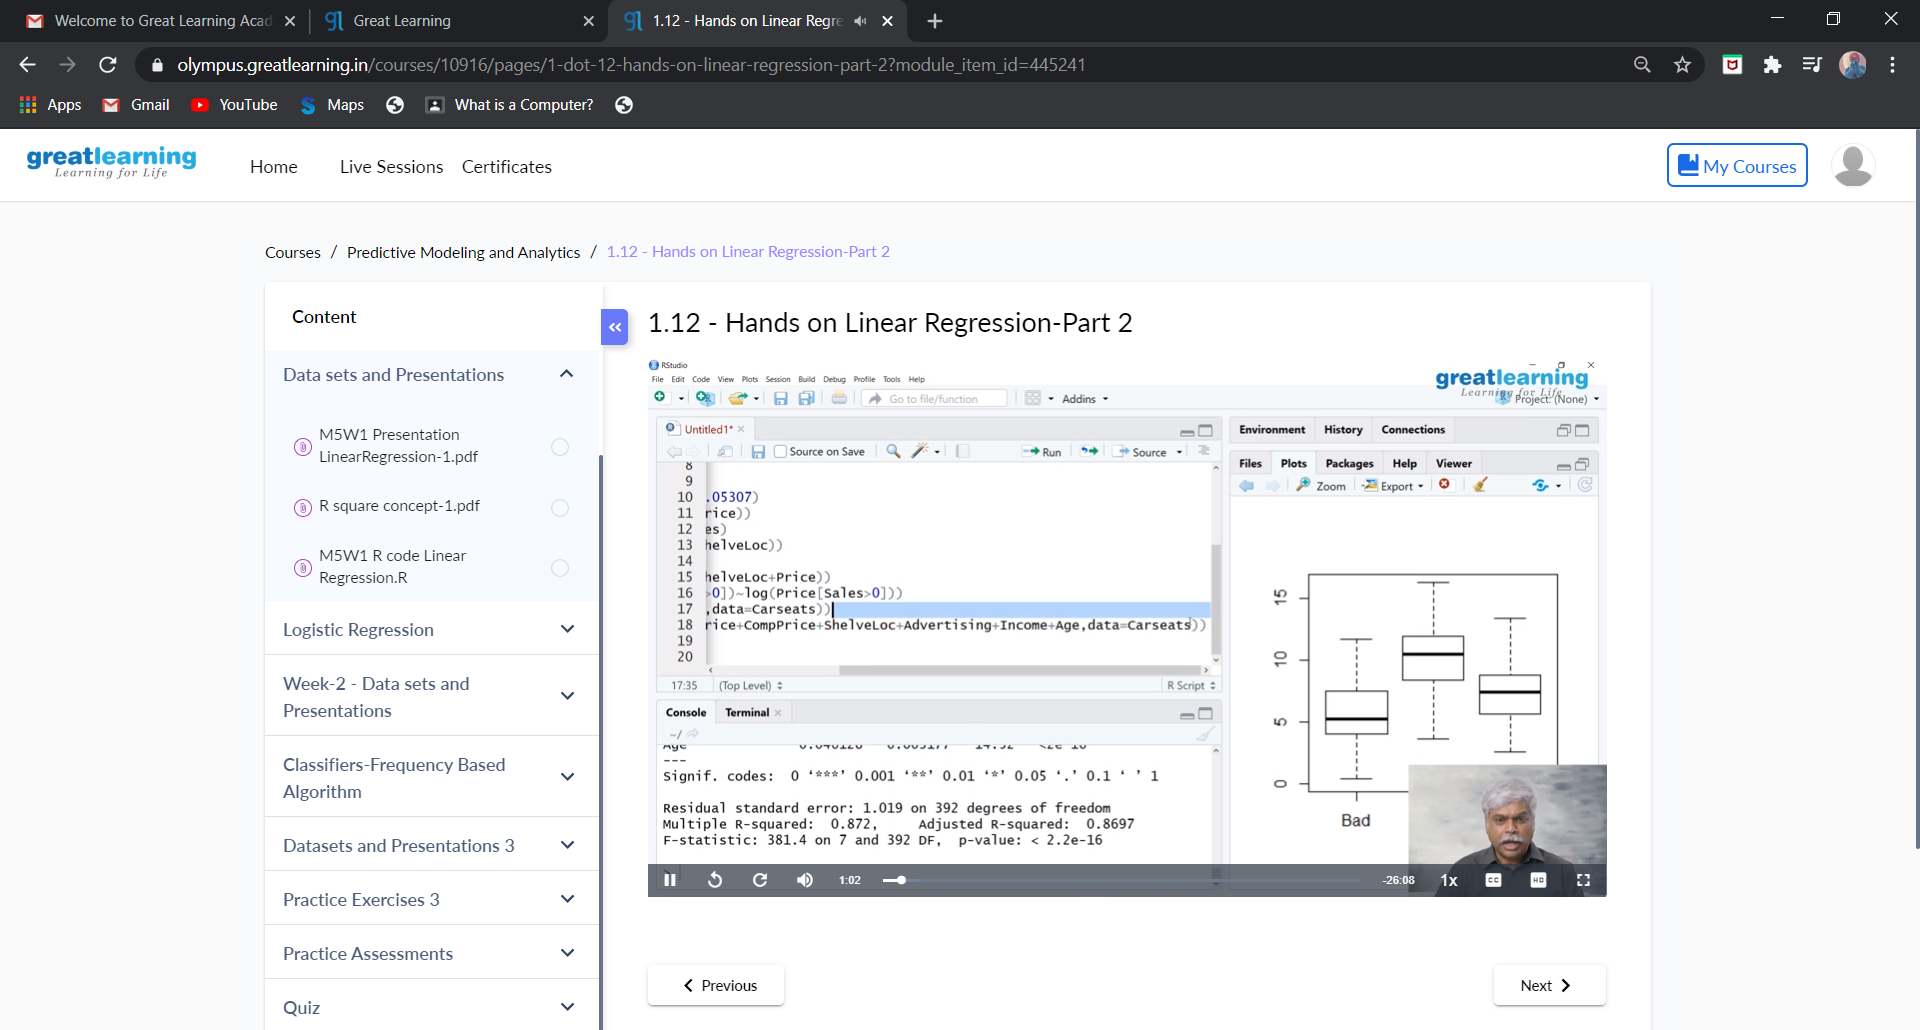 Welcome to Great Learning Acad
Great Learning
1.12 - Hands on Linear Regre
olympus.greatlearning.in/courses/10916/pages/1-dot-12-hands-on-linear-regression-part-2?module_item_id=445241
Apps Gmail YouTube Maps What is a Computer?
greatlearning
Learning for Life
Home Live Sessions Certificates
My Courses
Courses / Predictive Modeling and Analytics / 1.12 - Hands on Linear Regression-Part 2
Content
Data sets and Presentations
M5W1 Presentation
LinearRegression-1.pdf
R square concept-1.pdf
M5W1 R code Linear
Regression.R
Logistic Regression
Week-2 - Data sets and
Presentations
Classifiers-Frequency Based
Algorithm
Datasets and Presentations 3
Practice Exercises 3
Practice Assessments
Quiz
1.12 - Hands on Linear Regression-Part 2
RStudio
File Edit Code View Plots Session Build Debug Profile Tools Help
Go to file/function Addins
greatlearning
Learning for Life
Project: (None)
Untitled1*
Source on Save Run Source
8
9
10 .05307)
11 rice))
12 es)
13 helveLoc))
14
15 helveLoc+Price))
16 >0])~log(Price[Sales>0]))
17 ,data=Carseats))
18 rice+CompPrice+ShelveLoc+Advertising+Income+Age,data=Carseats))
19
20
17:35 (Top Level) R Script
Console Terminal
~/
---
Signif. codes: 0 ‘***’ 0.001 ‘**’ 0.01 ‘*’ 0.05 ‘.’ 0.1 ‘ ’ 1
Residual standard error: 1.019 on 392 degrees of freedom
Multiple R-squared: 0.872, Adjusted R-squared: 0.8697
F-statistic: 381.4 on 7 and 392 DF, p-value: < 2.2e-16
Environment History Connections
Files Plots Packages Help Viewer
Zoom Export
15
10
5
0
Bad
1:02 -26:08 1x CC HD
Previous
Next